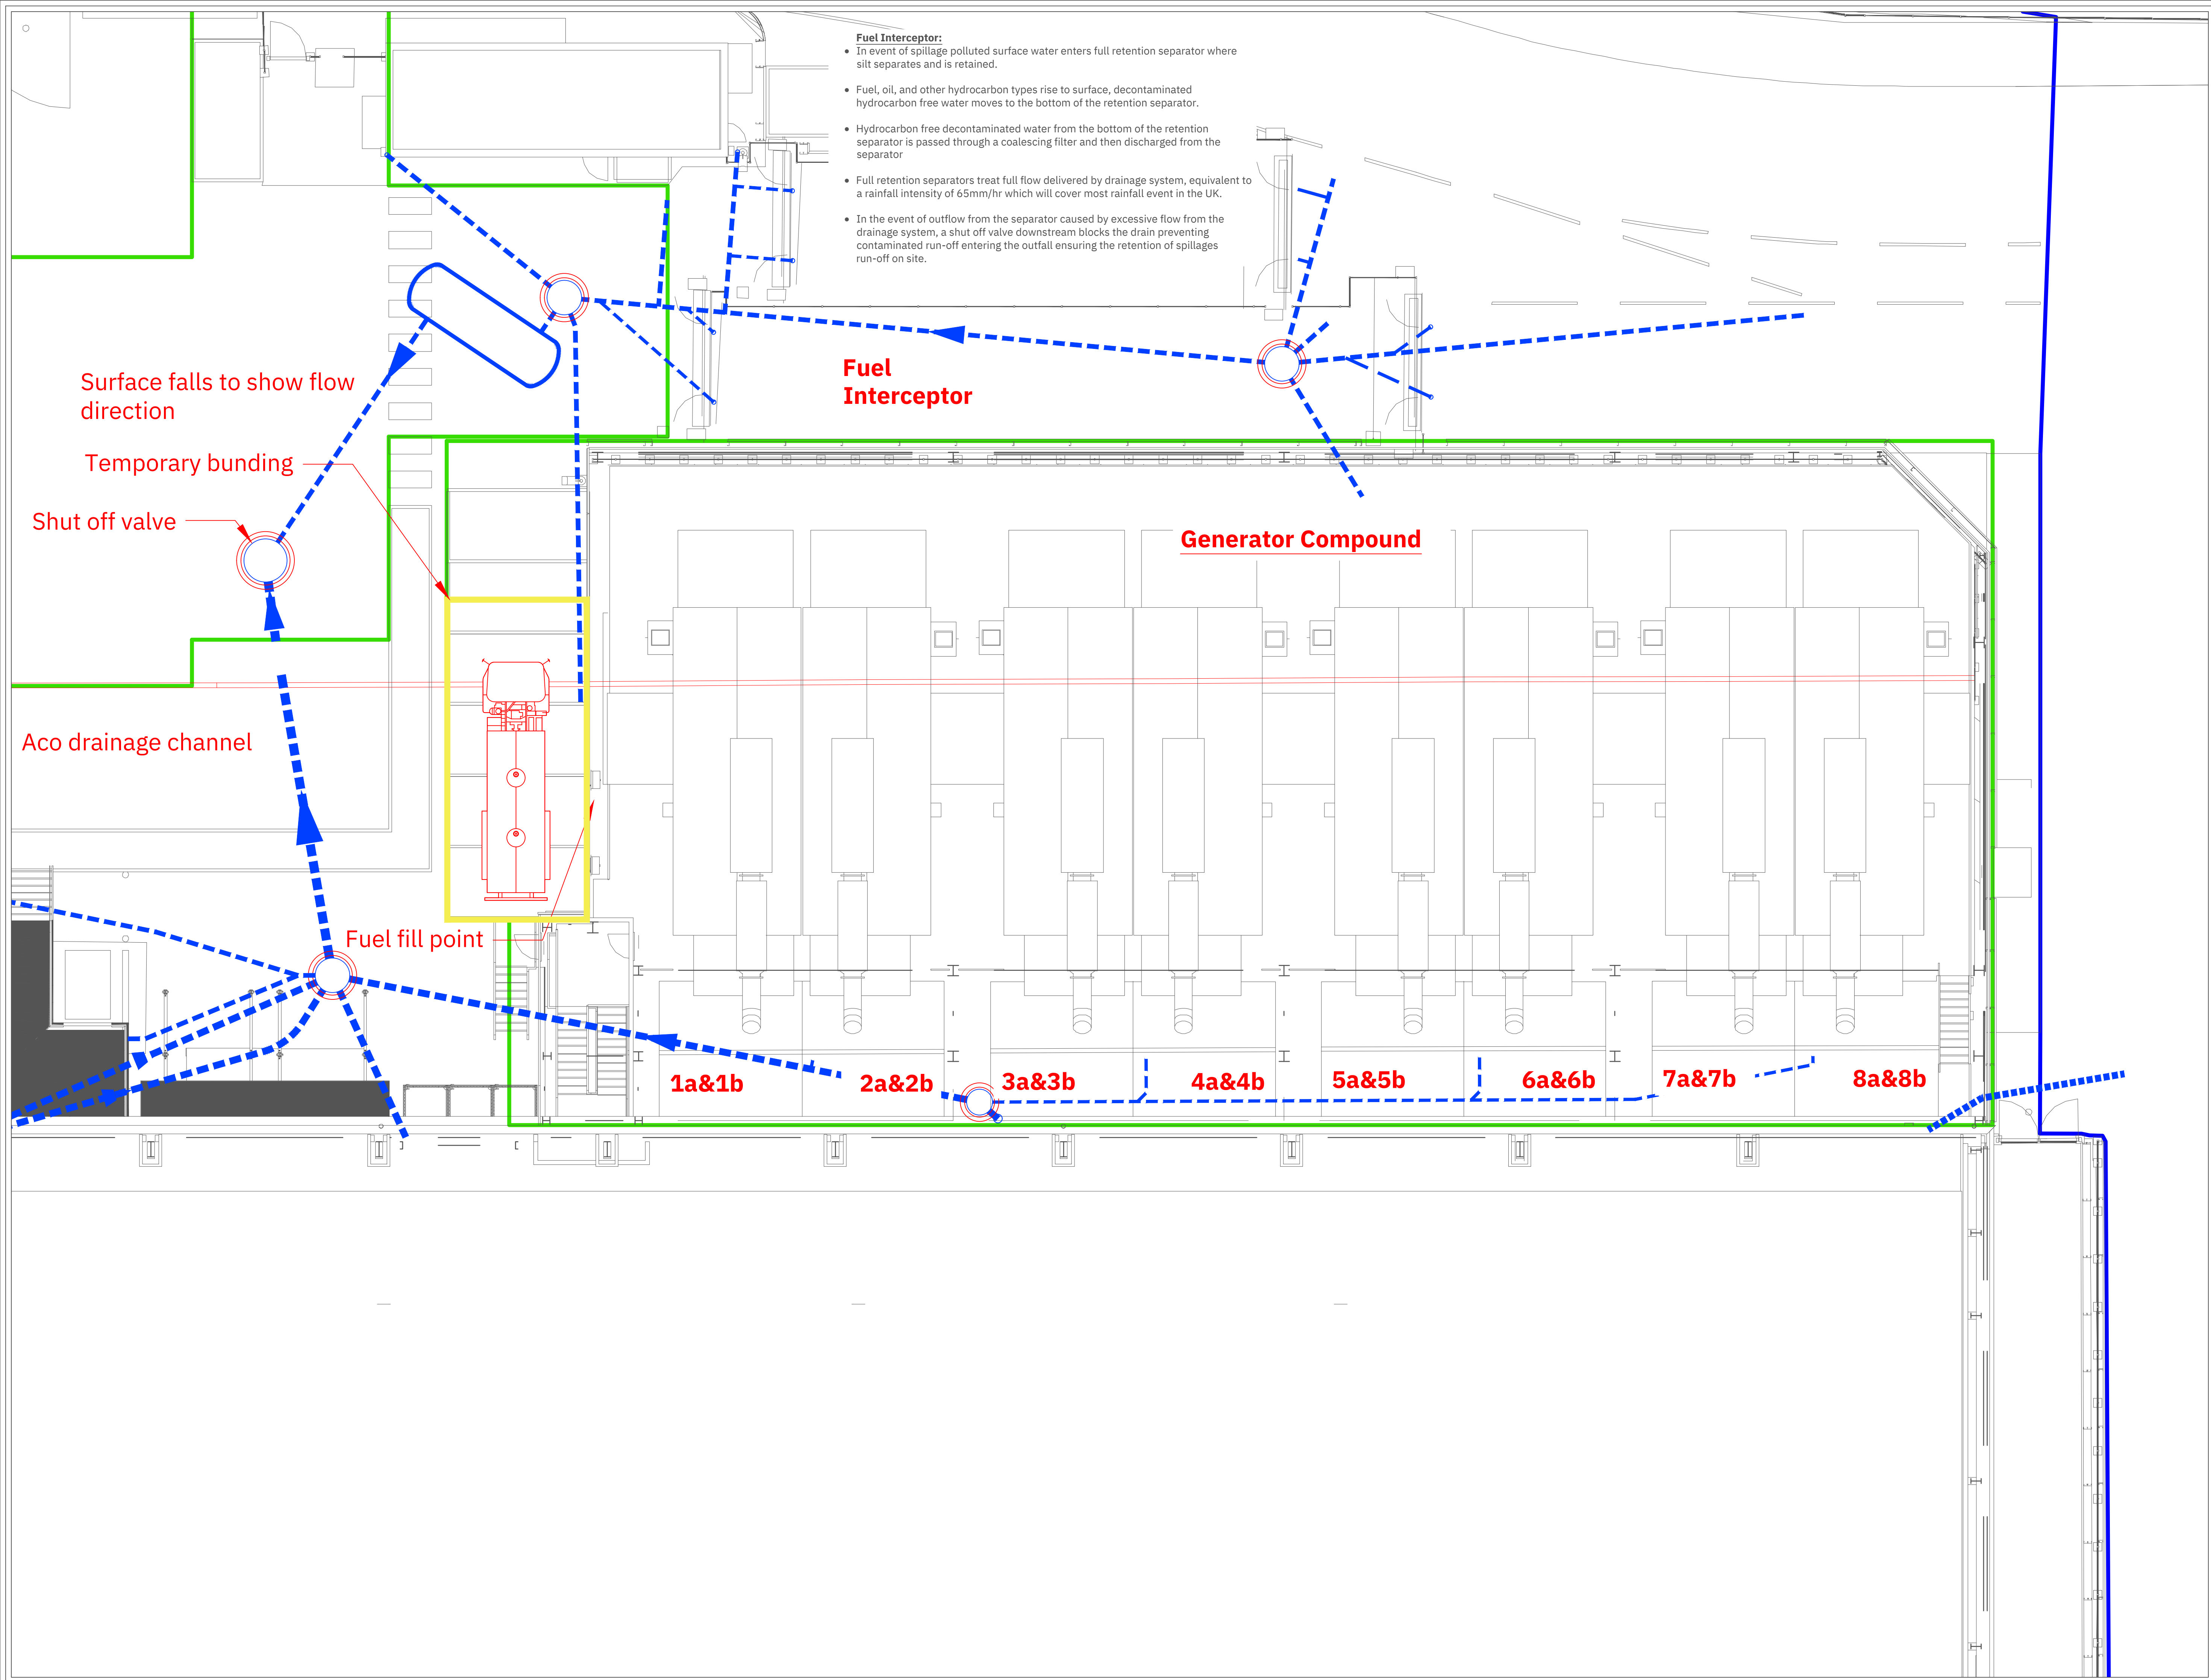 Fuel Interceptor:
• In event of spillage polluted surface water enters full retention separator where
silt separates and is retained.
• Fuel, oil, and other hydrocarbon types rise to surface, decontaminated
hydrocarbon free water moves to the bottom of the retention separator.
• Hydrocarbon free decontaminated water from the bottom of the retention
separator is passed through a coalescing filter and then discharged from the
separator
• Full retention separators treat full flow delivered by drainage system, equivalent to
a rainfall intensity of 65mm/hr which will cover most rainfall event in the UK.
• In the event of outflow from the separator caused by excessive flow from the
drainage system, a shut off valve downstream blocks the drain preventing
contaminated run-off entering the outfall ensuring the retention of spillages
run-off on site.
Fuel
Interceptor
Surface falls to show flow
direction
Temporary bunding
Shut off valve
Generator Compound
Aco drainage channel
Fuel fill point
1a&1b
2a&2b
3a&3b
4a&4b
5a&5b
6a&6b
7a&7b
8a&8b